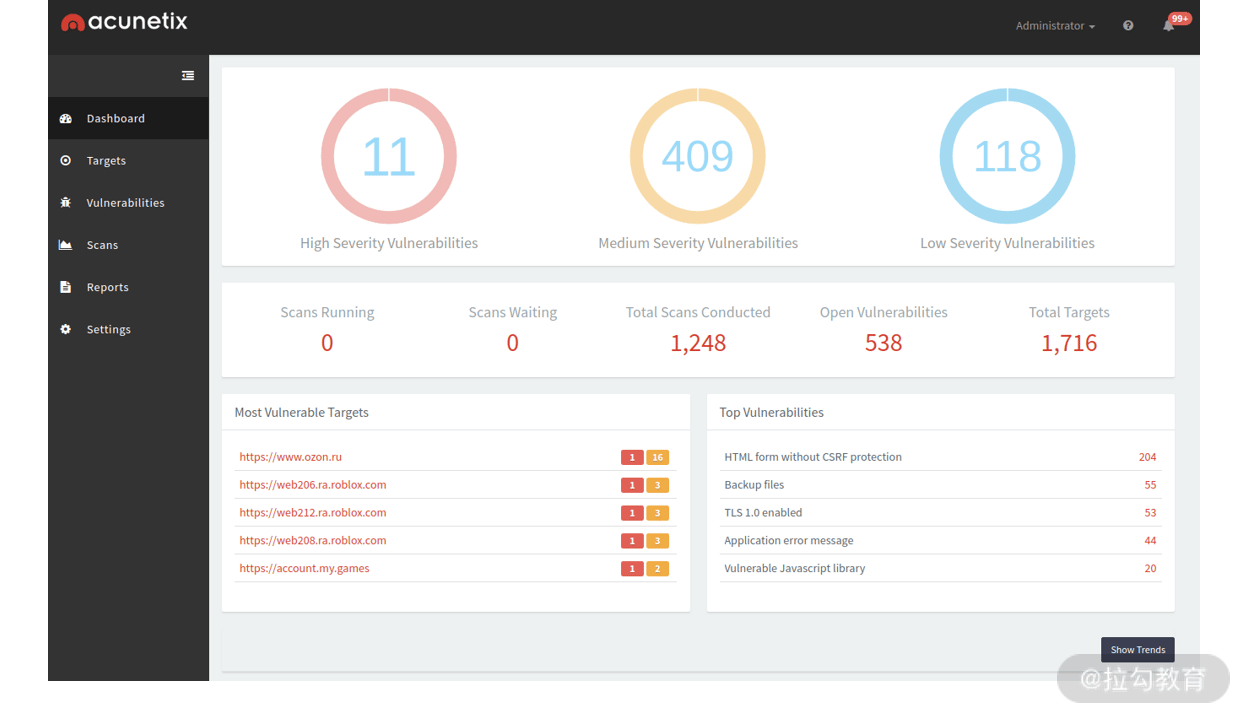 acunetix
Administrator
99+
Dashboard
Targets
Vulnerabilities
Scans
Reports
Settings
11
High Severity Vulnerabilities
409
Medium Severity Vulnerabilities
118
Low Severity Vulnerabilities
Scans Running
0
Scans Waiting
0
Total Scans Conducted
1,248
Open Vulnerabilities
538
Total Targets
1,716
Most Vulnerable Targets
https://www.ozon.ru 1 16
https://web206.ra.roblox.com 1 3
https://web212.ra.roblox.com 1 3
https://web208.ra.roblox.com 1 3
https://account.my.games 1 2
Top Vulnerabilities
HTML form without CSRF protection 204
Backup files 55
TLS 1.0 enabled 53
Application error message 44
Vulnerable Javascript library 20
Show Trends
@拉勾教育